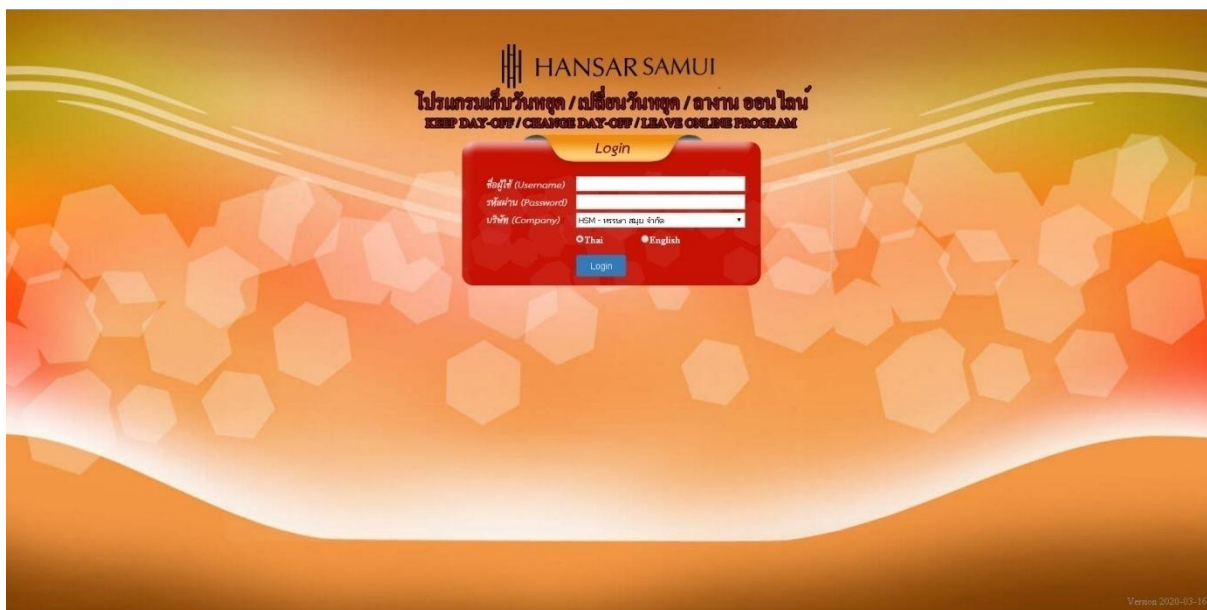 HANSAR SAMUI
โปรแกรมเก็บวันหยุด / เปลี่ยนวันหยุด / ลางาน ออนไลน์
KEEP DAY-OFF / CHANGE DAY-OFF / LEAVE ONLINE PROGRAM
Login
ชื่อผู้ใช้ (Username)
รหัสผ่าน (Password)
บริษัท (Company) HSM - หรรษา สมุย จำกัด
Thai English
Login
Version 2020-03-16